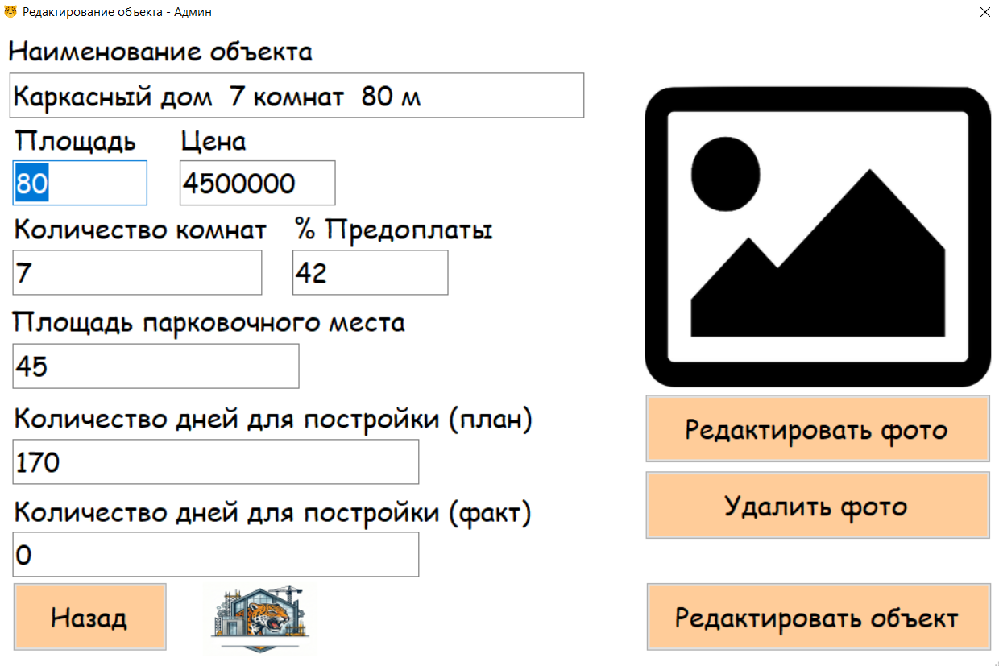 Редактирование объекта - Админ
Наименование объекта
Каркасный дом  7 комнат  80 м
Площадь Цена
80 4500000
Количество комнат % Предоплаты
7 42
Площадь парковочного места
45
Количество дней для постройки (план)
170
Количество дней для постройки (факт)
0
Редактировать фото
Удалить фото
Назад
Редактировать объект